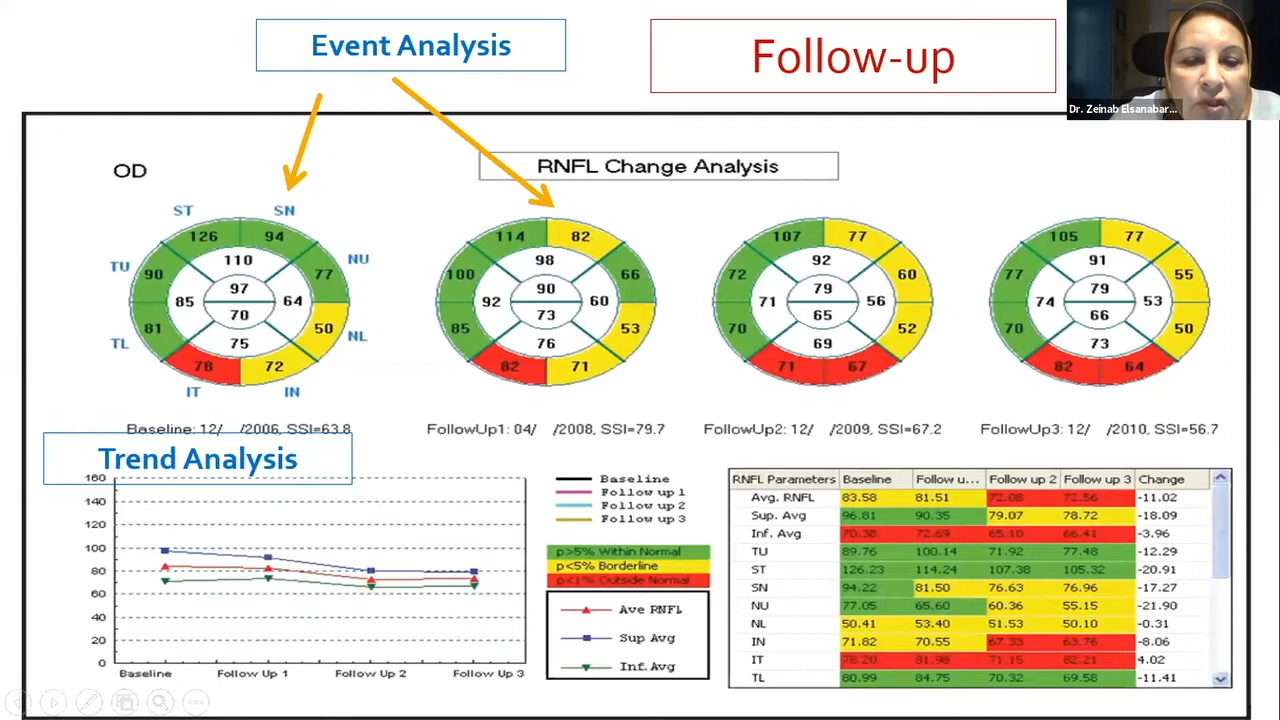 Event Analysis
Follow-up
Dr. Zeinab Elsanabar...
OD
RNFL Change Analysis
ST SN
TU NU
TL NL
IT IN
126 94
90 77
110
97
85 64
70
81 50
75
78 72
114 82
100 66
98
90
92 60
73
85 53
76
82 71
107 77
72 60
92
79
71 56
65
70 52
69
71 67
105 77
77 55
91
79
74 53
66
70 50
73
82 64
Baseline: 12/ /2006, SSI=63.8
FollowUp1: 04/ /2008, SSI=79.7
FollowUp2: 12/ /2009, SSI=67.2
FollowUp3: 12/ /2010, SSI=56.7
Trend Analysis
160
140
120
100
80
60
40
20
0
Baseline Follow Up 1 Follow Up 2 Follow Up 3
Baseline
Follow up 1
Follow up 2
Follow up 3
p>5% Within Normal
p<5% Borderline
p<1% Outside Normal
Ave RNFL
Sup Avg
Inf.Avg
RNFL Parameters Baseline Follow u... Follow up 2 Follow up 3 Change
Avg. RNFL 83.58 81.51 72.08 72.56 -11.02
Sup. Avg 96.81 90.35 79.07 78.72 -18.09
Inf. Avg 70.38 72.69 65.10 66.41 -3.96
TU 89.76 100.14 71.92 77.48 -12.29
ST 126.23 114.24 107.38 105.32 -20.91
SN 94.22 81.50 76.63 76.96 -17.27
NU 77.05 65.60 60.36 55.15 -21.90
NL 50.41 53.40 51.53 50.10 -0.31
IN 71.82 70.55 67.33 63.76 -8.06
IT 78.20 81.98 71.15 82.21 4.02
TL 80.99 84.75 70.32 69.58 -11.41